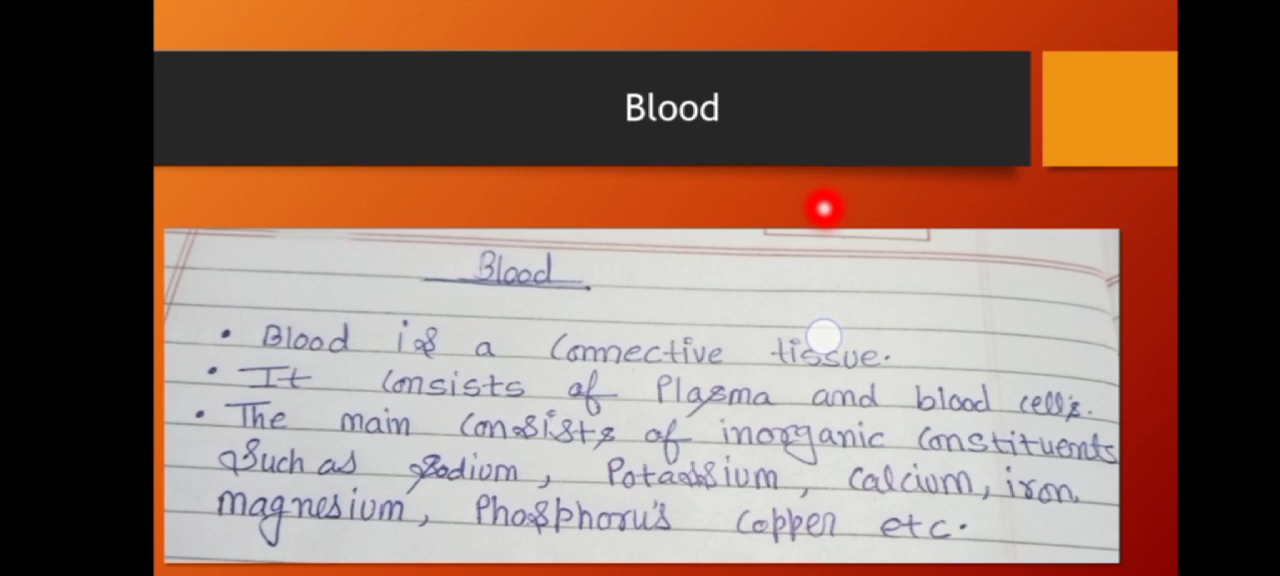 Blood
Blood
• Blood is a Connective tissue.
• It Consists of Plasma and blood cells.
• The main Consists of inorganic Constituents
Such as Sodium, Potassium, Calcium, iron,
magnesium, Phosphorus Copper etc.